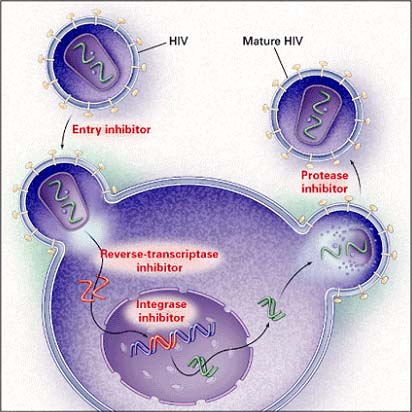 HIV
Mature HIV
Entry inhibitor
Protease
inhibitor
Reverse-transcriptase
inhibitor
Integrase
inhibitor